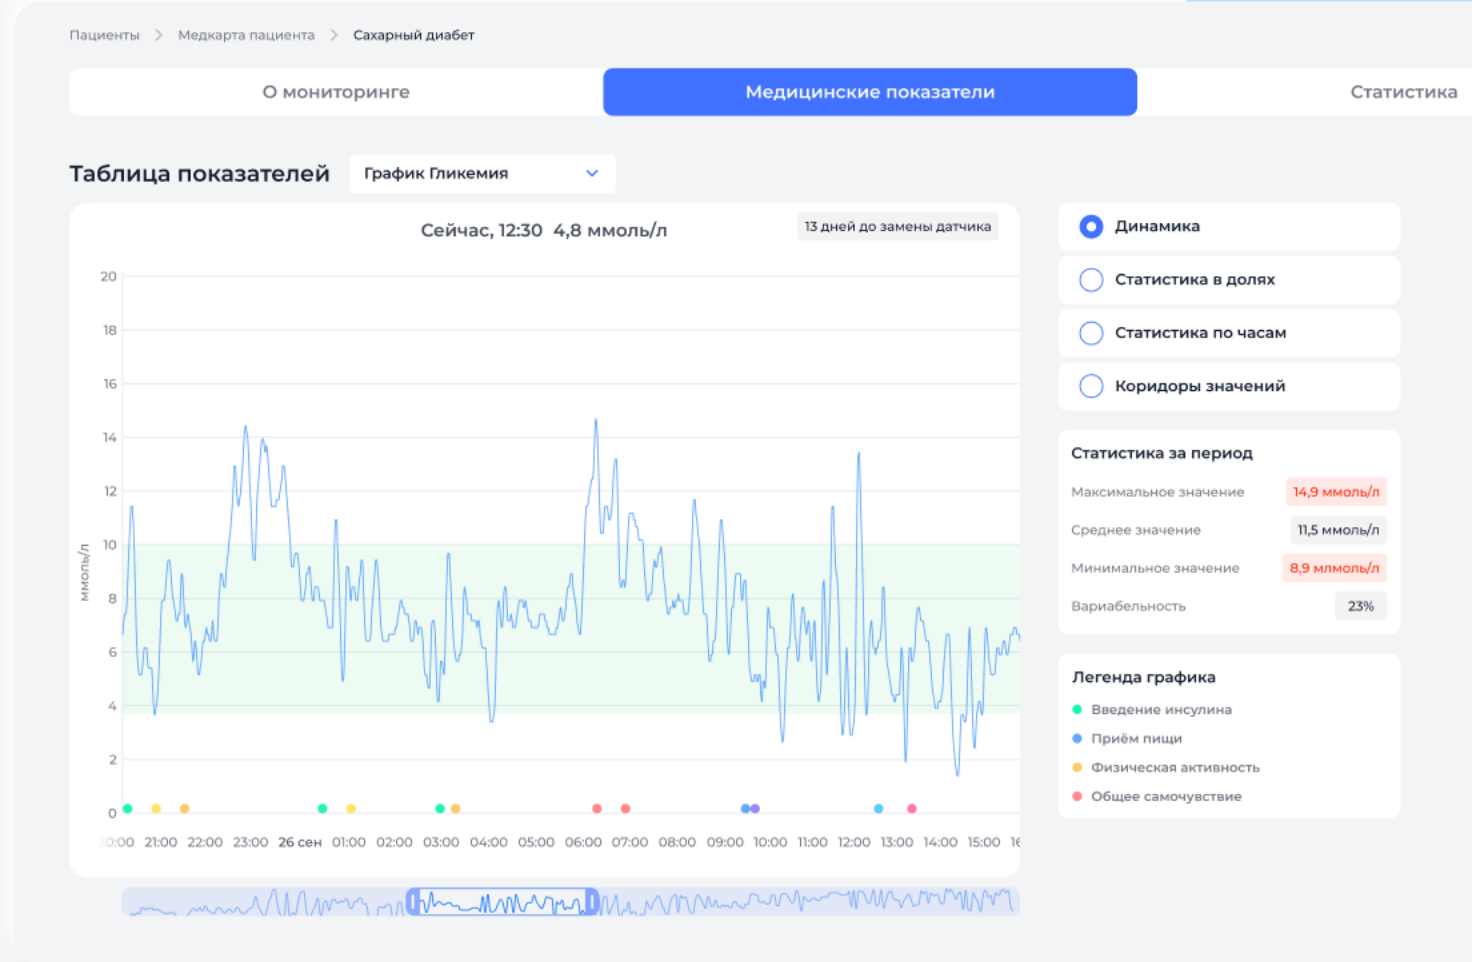 Пациенты > Медкарта пациента > Сахарный диабет
О мониторинге
Медицинские показатели
Статистика
Таблица показателей
График Гликемия
Сейчас, 12:30 4,8 ммоль/л
13 дней до замены датчика
20
18
16
14
12
10
8
6
4
2
0
ммоль/л
20:00 21:00 22:00 23:00 26 сен 01:00 02:00 03:00 04:00 05:00 06:00 07:00 08:00 09:00 10:00 11:00 12:00 13:00 14:00 15:00 16
Динамика
Статистика в долях
Статистика по часам
Коридоры значений
Статистика за период
Максимальное значение 14,9 ммоль/л
Среднее значение 11,5 ммоль/л
Минимальное значение 8,9 млмоль/л
Вариабельность 23%
Легенда графика
Введение инсулина
Приём пищи
Физическая активность
Общее самочувствие